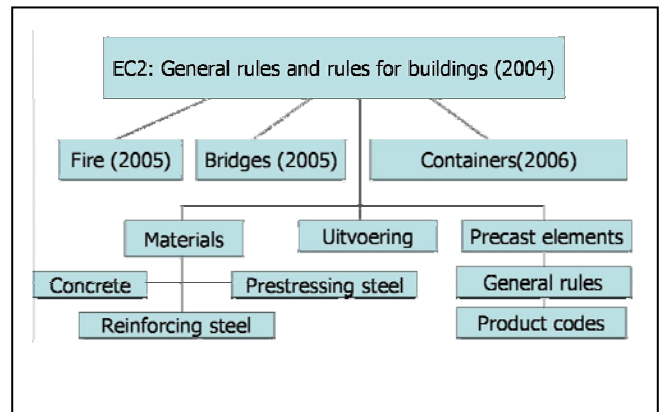 EC2: General rules and rules for buildings (2004)
Fire (2005)
Bridges (2005)
Containers(2006)
Materials
Uitvoering
Precast elements
Concrete
Prestressing steel
General rules
Reinforcing steel
Product codes